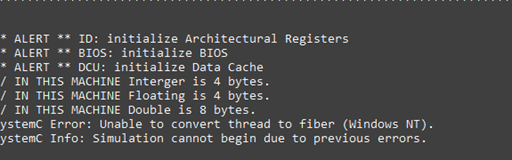 * ALERT ** ID: initialize Architectural Registers
* ALERT ** BIOS: initialize BIOS
* ALERT ** DCU: initialize Data Cache
/ IN THIS MACHINE Interger is 4 bytes.
/ IN THIS MACHINE Floating is 4 bytes.
/ IN THIS MACHINE Double is 8 bytes.
ystemC Error: Unable to convert thread to fiber (Windows NT).
ystemC Info: Simulation cannot begin due to previous errors.